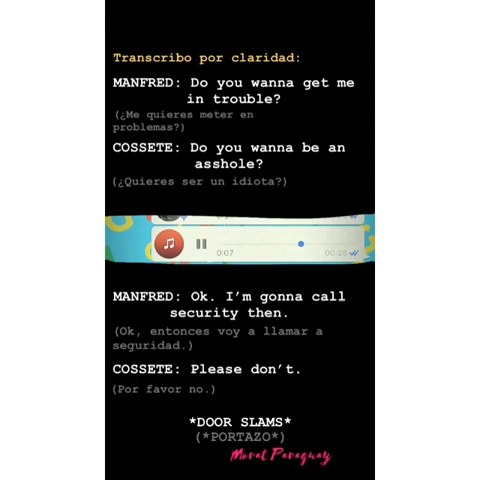 Transcribo por claridad:
MANFRED: Do you wanna get me
in trouble?
(¿Me quieres meter en
problemas?)
COSSETE: Do you wanna be an
asshole?
(¿Quieres ser un idiota?)
0:07
00:26
MANFRED: Ok. I'm gonna call
security then.
(Ok, entonces voy a llamar a
seguridad.)
COSSETE: Please don't.
(Por favor no.)
*DOOR SLAMS*
(*PORTAZO*)
Morat Paraguay